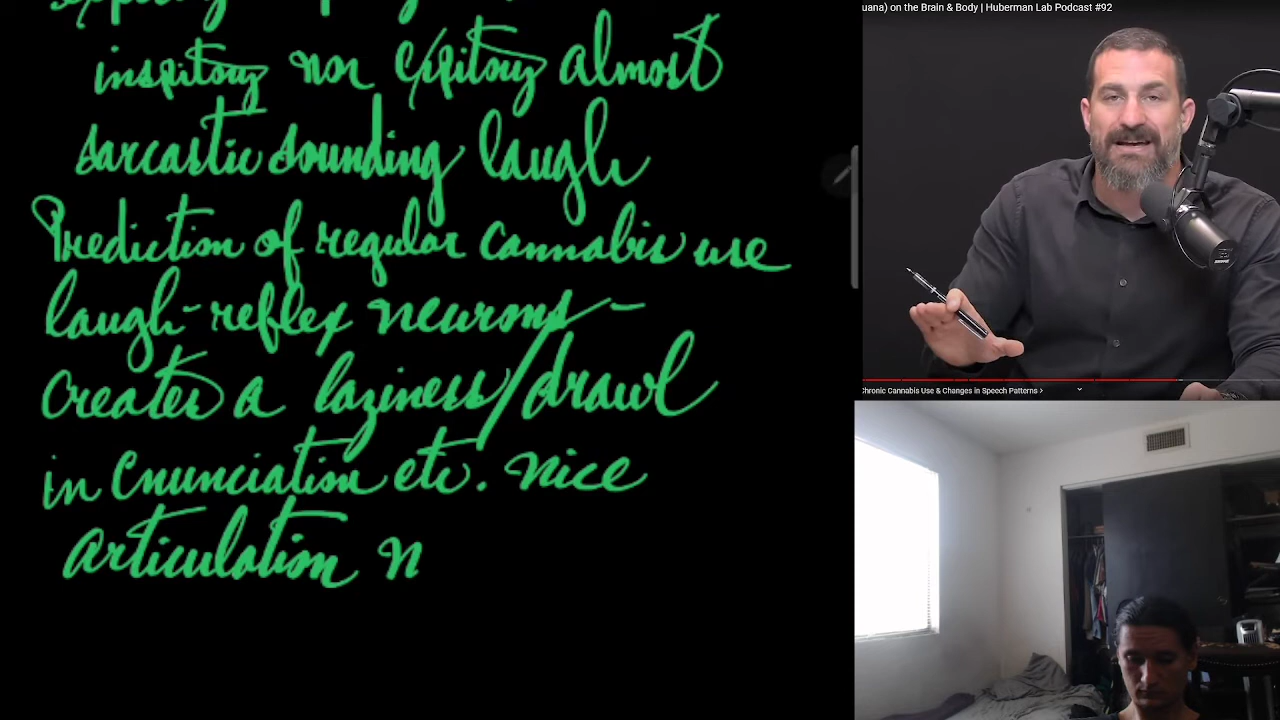 inspitory nor expitory almost
sarcastic sounding laugh
Prediction of regular cannabis use
laugh-reflex neurons -
creates a laziness/drawl
in enunciation etc. nice
articulation n
uana) on the Brain & Body | Huberman Lab Podcast #92
Chronic Cannabis Use & Changes in Speech Patterns >